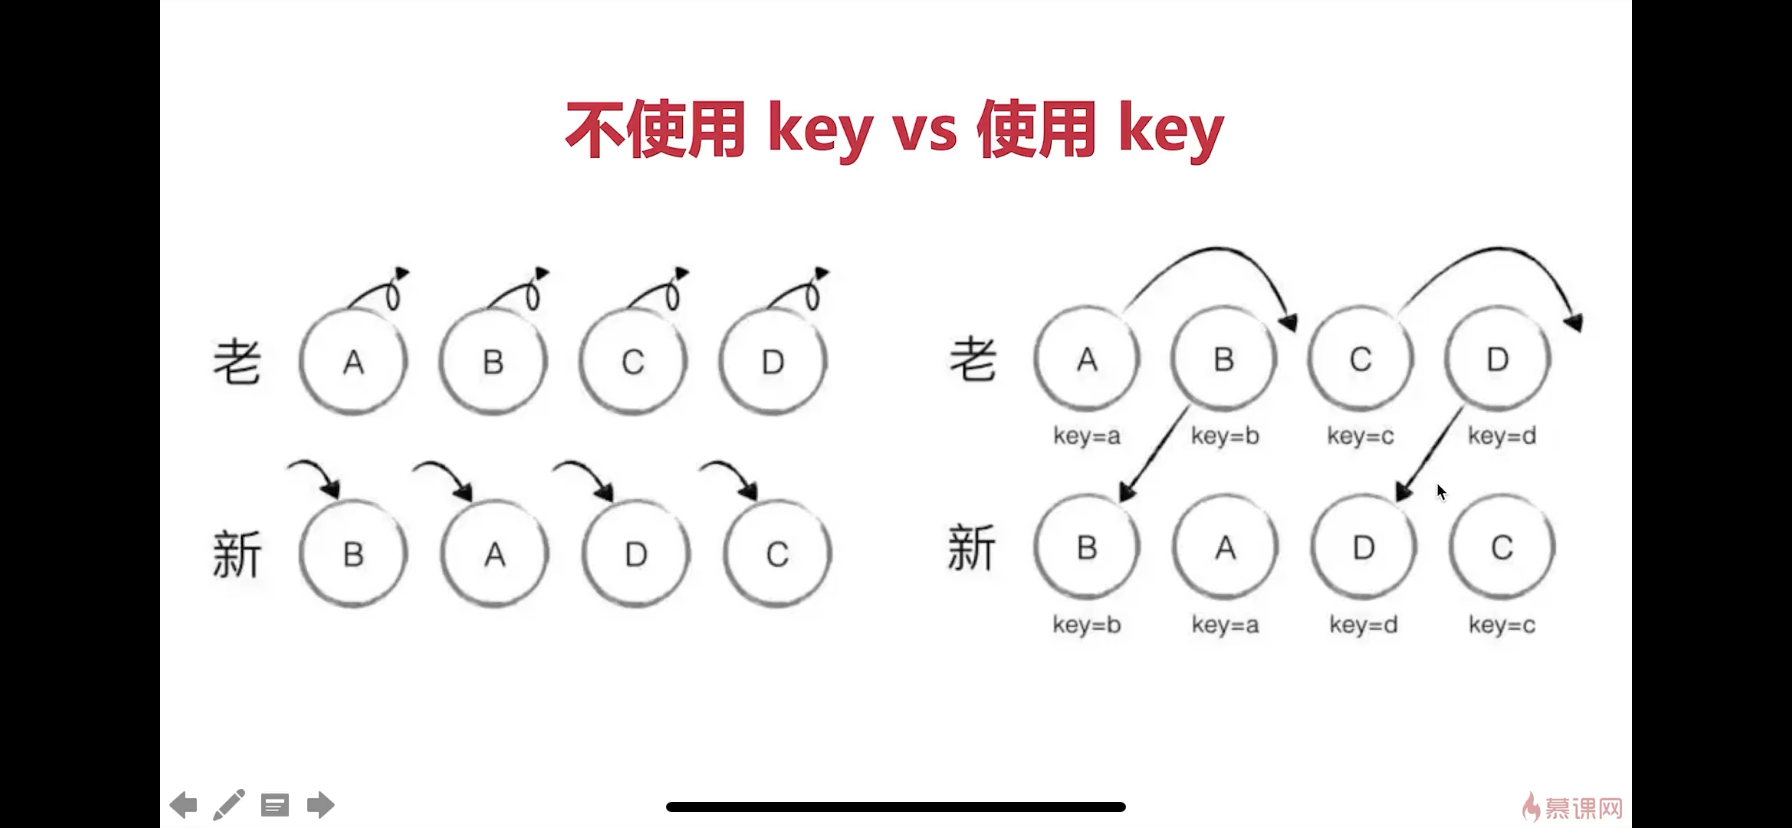 不使用 key vs 使用 key
老 A B C D
新 B A D C
老 A B C D
key=a key=b key=c key=d
新 B A D C
key=b key=a key=d key=c
慕课网